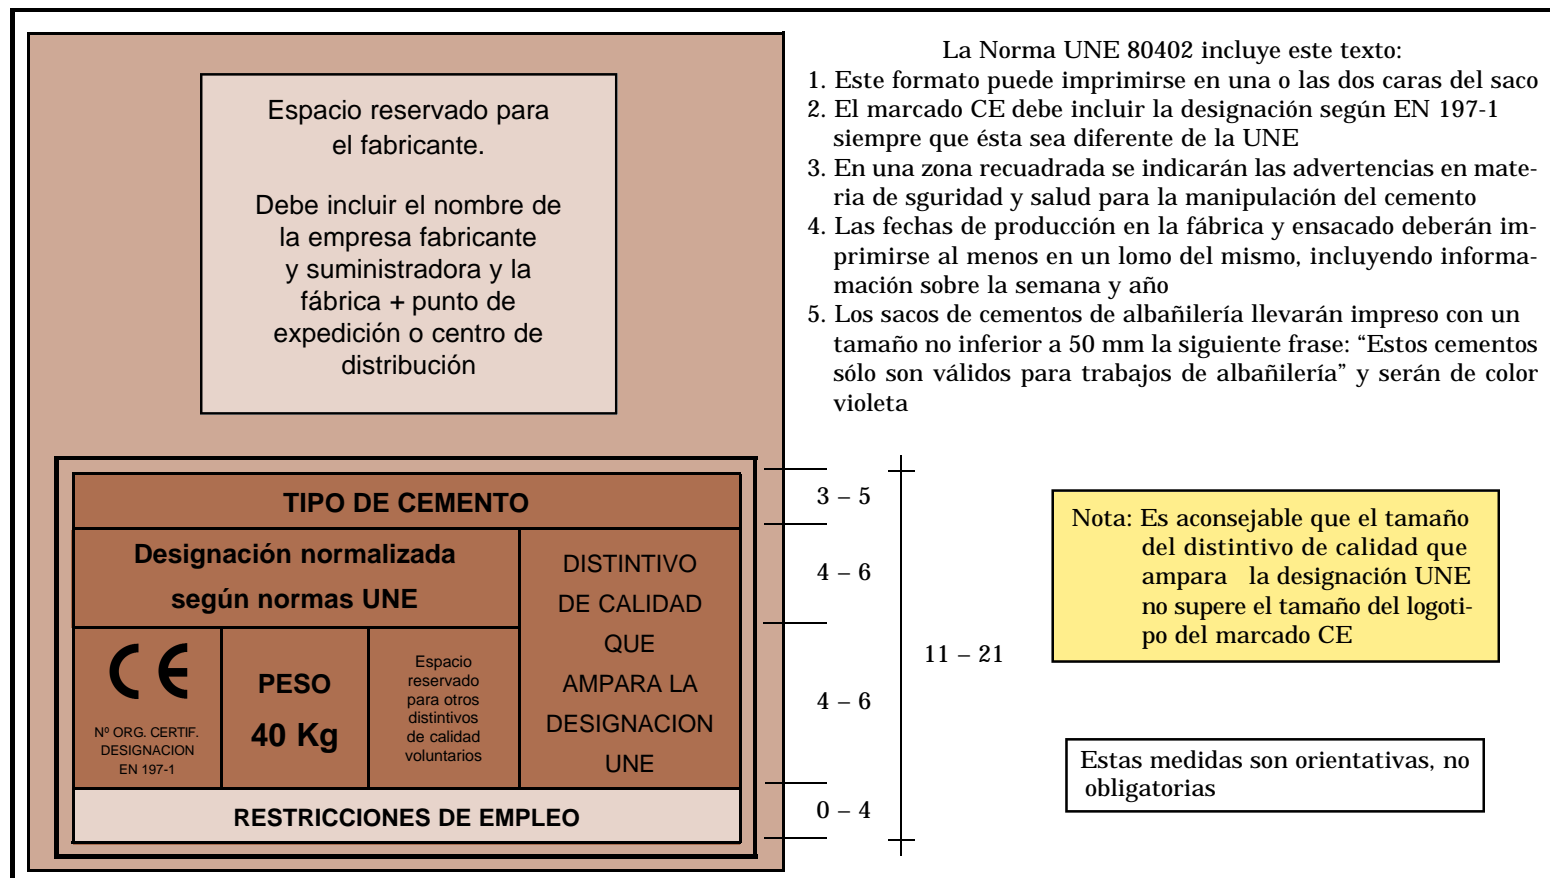 Espacio reservado para
el fabricante.
Debe incluir el nombre de
la empresa fabricante
y suministradora y la
fábrica + punto de
expedición o centro de
distribución
La Norma UNE 80402 incluye este texto:
1. Este formato puede imprimirse en una o las dos caras del saco
2. El marcado CE debe incluir la designación según EN 197-1
siempre que ésta sea diferente de la UNE
3. En una zona recuadrada se indicarán las advertencias en mate-
ria de sguridad y salud para la manipulación del cemento
4. Las fechas de producción en la fábrica y ensacado deberán im-
primirse al menos en un lomo del mismo, incluyendo informa-
mación sobre la semana y año
5. Los sacos de cementos de albañilería llevarán impreso con un
tamaño no inferior a 50 mm la siguiente frase: “Estos cementos
sólo son válidos para trabajos de albañilería” y serán de color
violeta
TIPO DE CEMENTO
Designación normalizada
según normas UNE
DISTINTIVO
DE CALIDAD
QUE
AMPARA LA
DESIGNACION
UNE
CE
Nº ORG. CERTIF.
DESIGNACION
EN 197-1
PESO
40 Kg
Espacio
reservado
para otros
distintivos
de calidad
voluntarios
RESTRICCIONES DE EMPLEO
3 – 5
4 – 6
4 – 6
0 – 4
11 – 21
Nota: Es aconsejable que el tamaño
del distintivo de calidad que
ampara la designación UNE
no supere el tamaño del logoti-
po del marcado CE
Estas medidas son orientativas, no
obligatorias